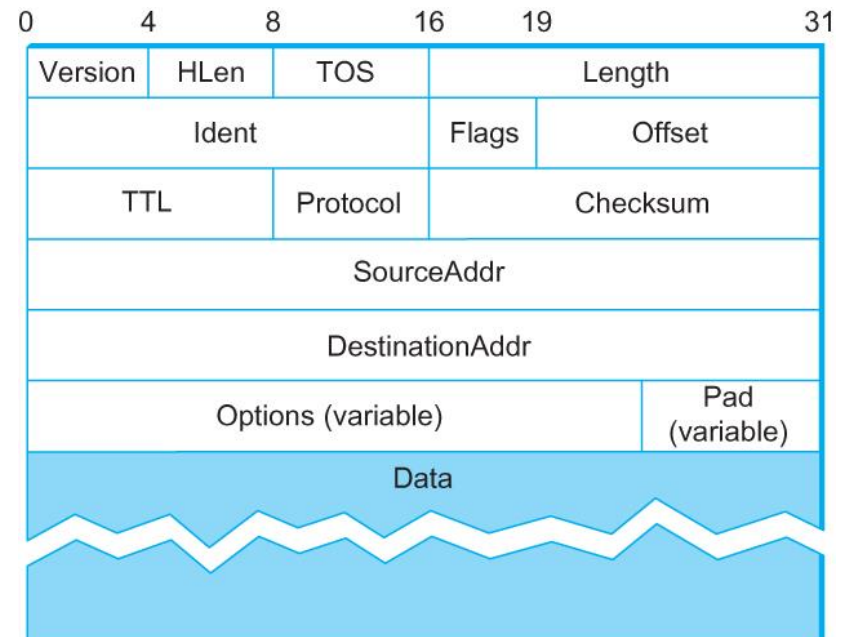 0 4 8 16 19 31
Version HLen TOS Length
Ident Flags Offset
TTL Protocol Checksum
SourceAddr
DestinationAddr
Options (variable) Pad
(variable)
Data